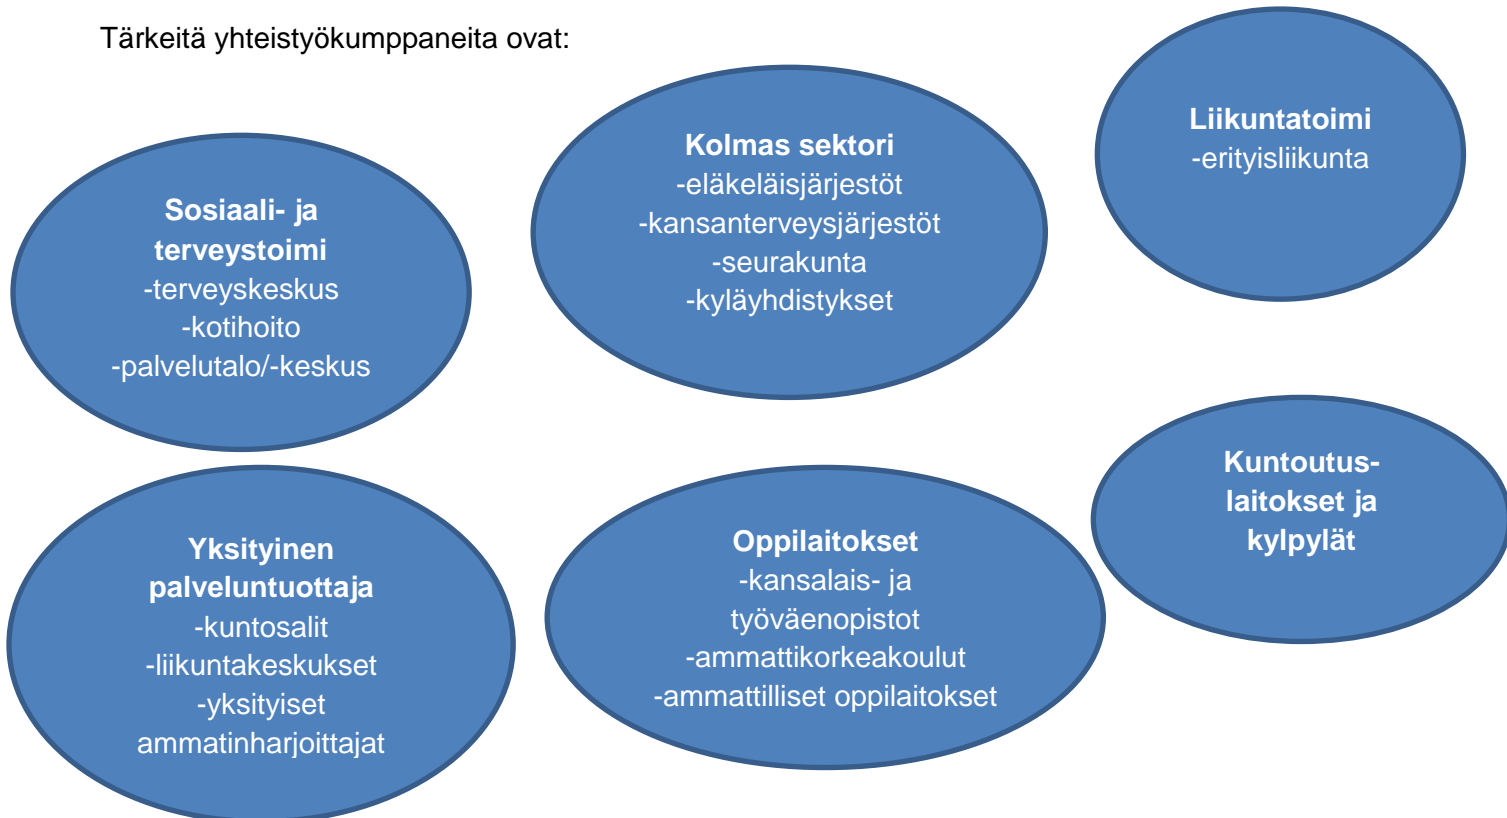 Tärkeitä yhteistyökumppaneita ovat:
Sosiaali- ja
terveystoimi
-terveyskeskus
-kotihoito
-palvelutalo/-keskus
Kolmas sektori
-eläkeläisjärjestöt
-kansanterveysjärjestöt
-seurakunta
-kyläyhdistykset
Liikuntatoimi
-erityisliikunta
Yksityinen
palveluntuottaja
-kuntosalit
-liikuntakeskukset
-yksityiset
ammatinharjoittajat
Oppilaitokset
-kansalais- ja
työväenopistot
-ammattikorkeakoulut
-ammattilliset oppilaitokset
Kuntoutus-
laitokset ja
kylpylät